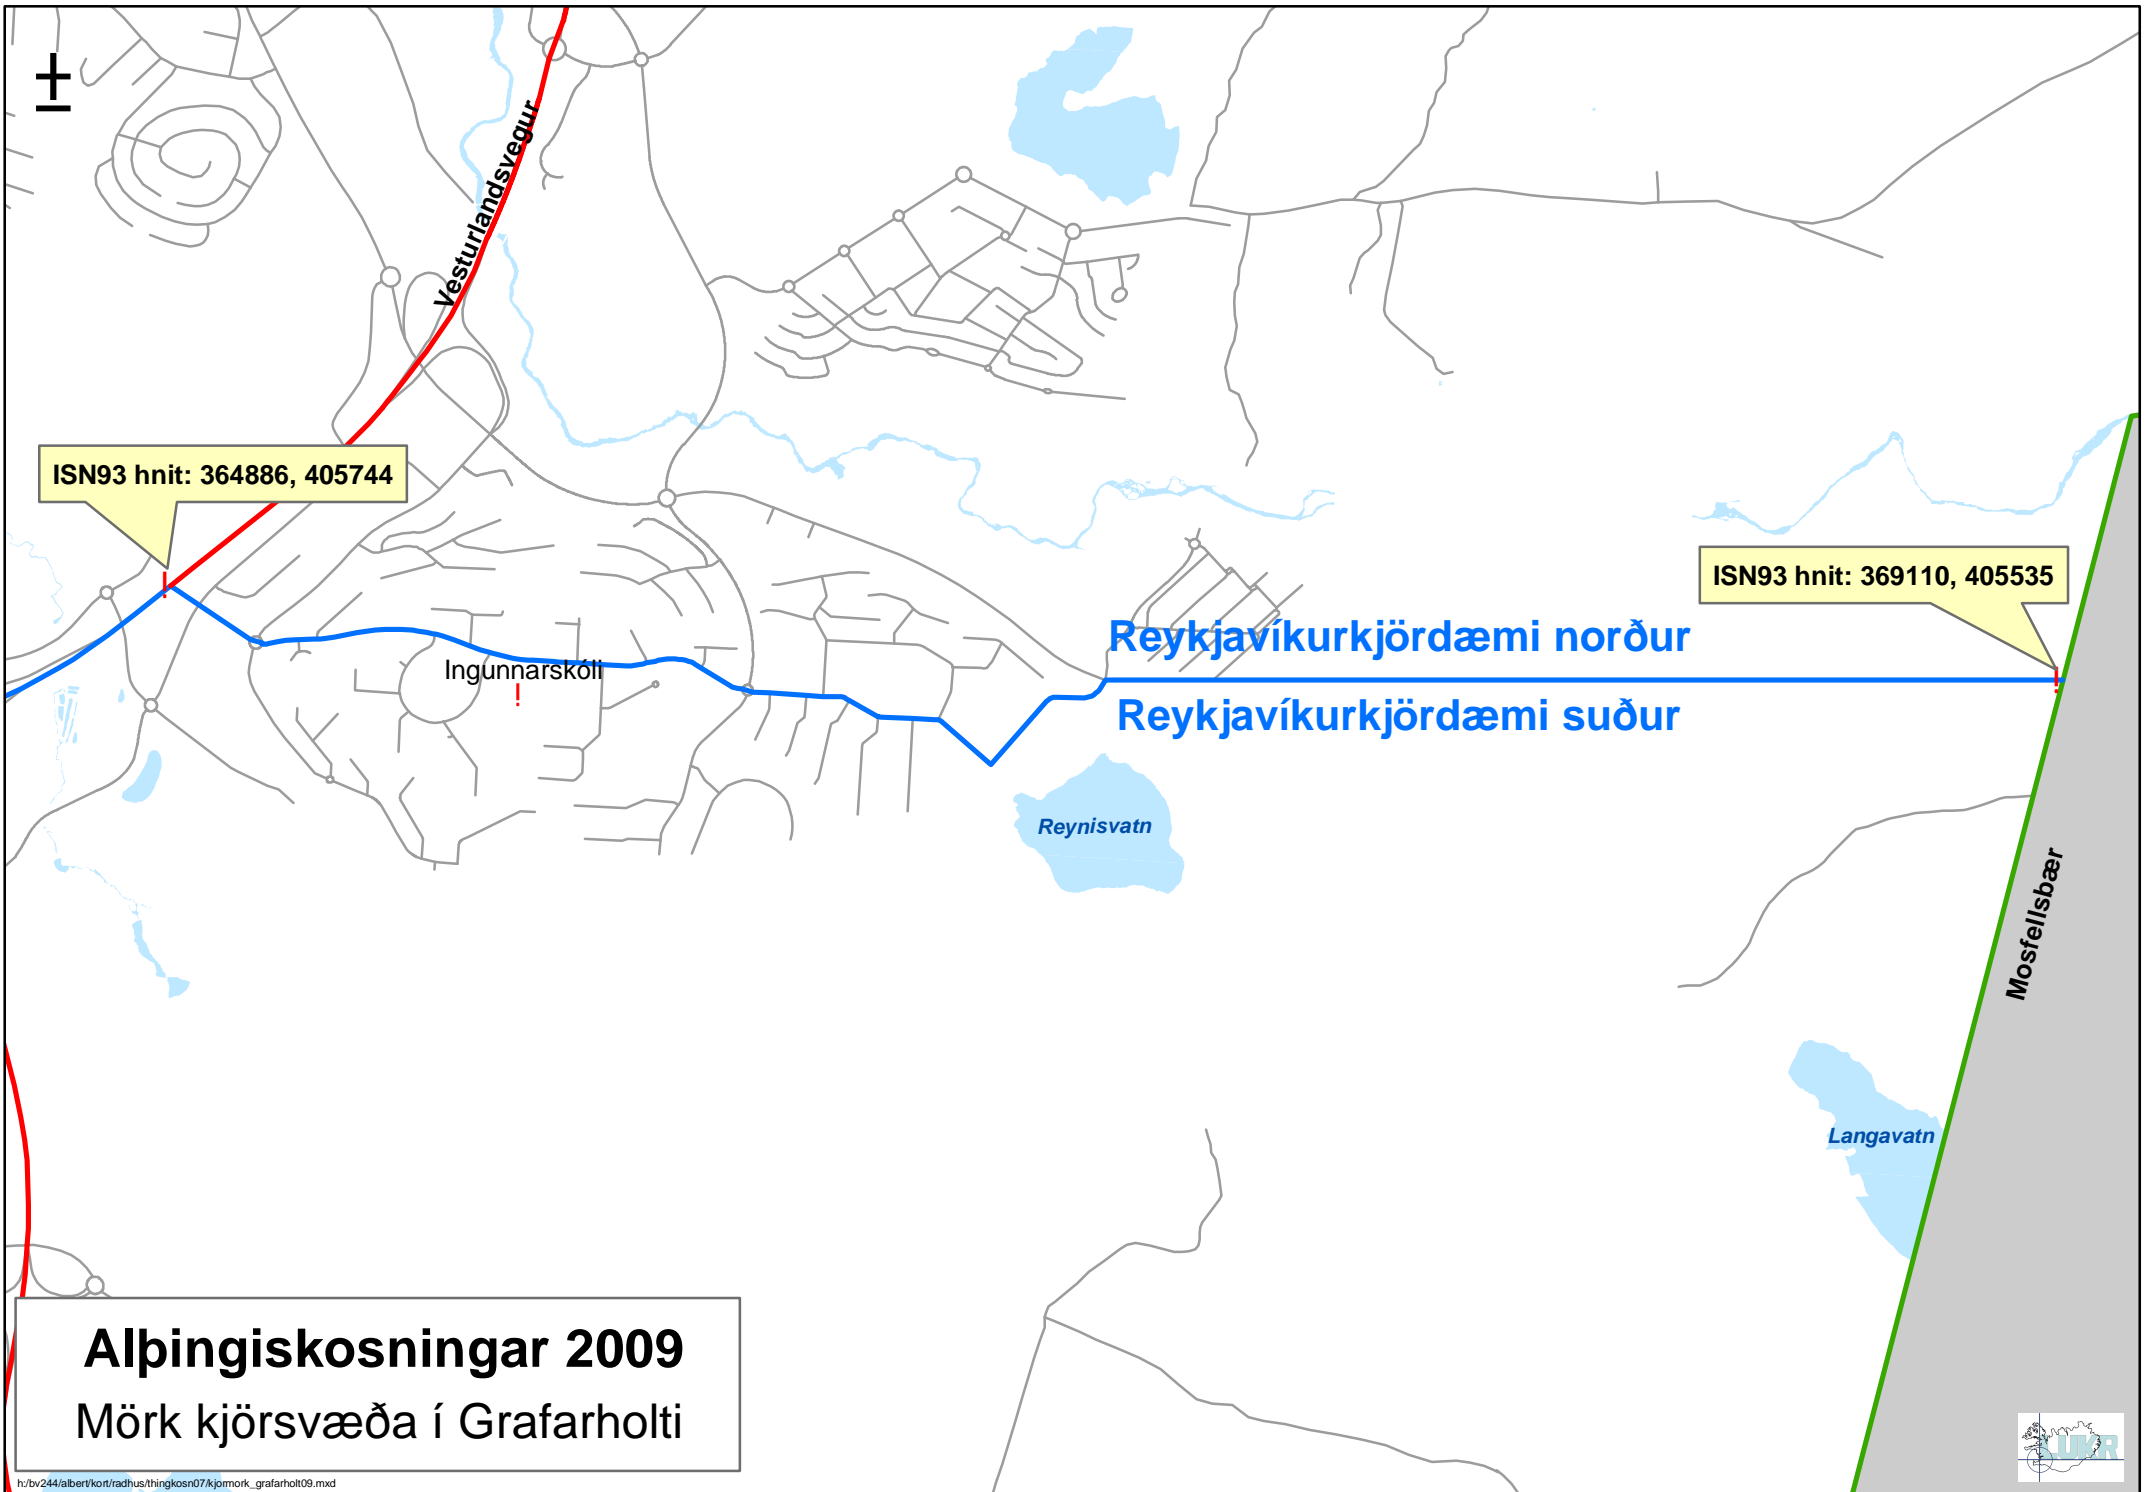 ±
Vesturlandsvegur
ISN93 hnit: 364886, 405744
ISN93 hnit: 369110, 405535
Reykjavíkurkjördæmi norður
Ingunnarskóli
!
!
!
Reykjavíkurkjördæmi suður
Reynisvatn
Mosfellsbær
Langavatn
Alþingiskosningar 2009
Mörk kjörsvæða í Grafarholti
LUKR
h:/bv244/albert/kort/radhus/thingkosn07/kjormork_grafarholt09.mxd